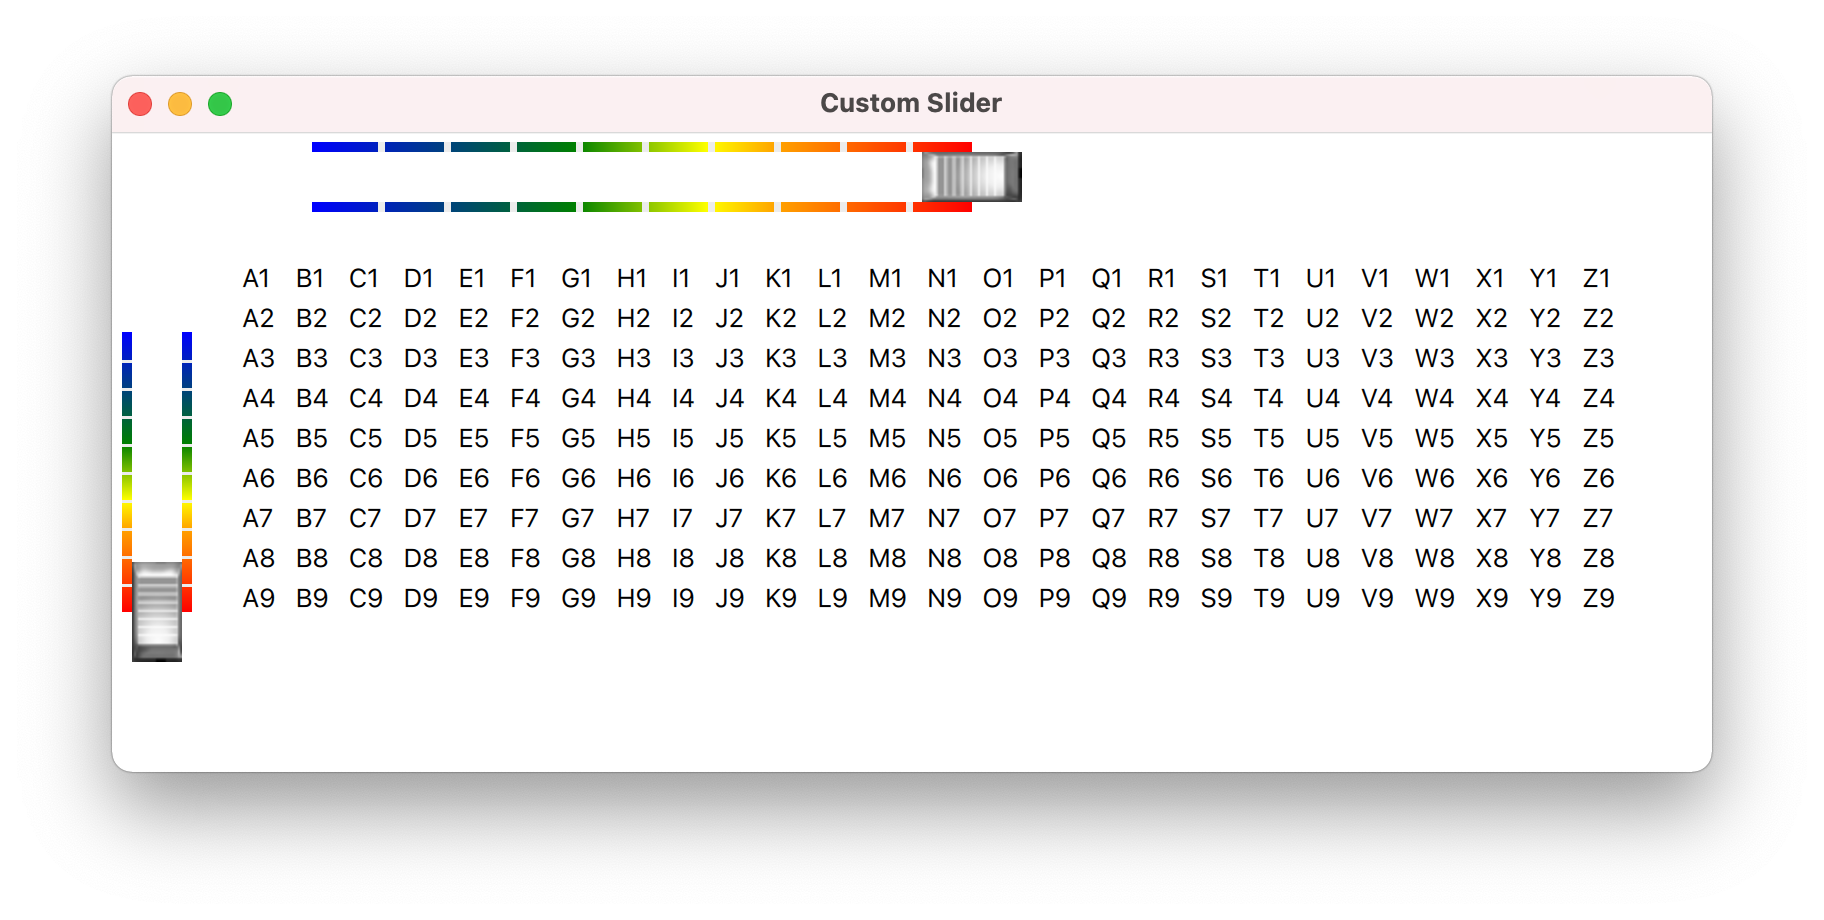 Custom Slider
A1 B1 C1 D1 E1 F1 G1 H1 I1 J1 K1 L1 M1 N1 O1 P1 Q1 R1 S1 T1 U1 V1 W1 X1 Y1 Z1
A2 B2 C2 D2 E2 F2 G2 H2 I2 J2 K2 L2 M2 N2 O2 P2 Q2 R2 S2 T2 U2 V2 W2 X2 Y2 Z2
A3 B3 C3 D3 E3 F3 G3 H3 I3 J3 K3 L3 M3 N3 O3 P3 Q3 R3 S3 T3 U3 V3 W3 X3 Y3 Z3
A4 B4 C4 D4 E4 F4 G4 H4 I4 J4 K4 L4 M4 N4 O4 P4 Q4 R4 S4 T4 U4 V4 W4 X4 Y4 Z4
A5 B5 C5 D5 E5 F5 G5 H5 I5 J5 K5 L5 M5 N5 O5 P5 Q5 R5 S5 T5 U5 V5 W5 X5 Y5 Z5
A6 B6 C6 D6 E6 F6 G6 H6 I6 J6 K6 L6 M6 N6 O6 P6 Q6 R6 S6 T6 U6 V6 W6 X6 Y6 Z6
A7 B7 C7 D7 E7 F7 G7 H7 I7 J7 K7 L7 M7 N7 O7 P7 Q7 R7 S7 T7 U7 V7 W7 X7 Y7 Z7
A8 B8 C8 D8 E8 F8 G8 H8 I8 J8 K8 L8 M8 N8 O8 P8 Q8 R8 S8 T8 U8 V8 W8 X8 Y8 Z8
A9 B9 C9 D9 E9 F9 G9 H9 I9 J9 K9 L9 M9 N9 O9 P9 Q9 R9 S9 T9 U9 V9 W9 X9 Y9 Z9